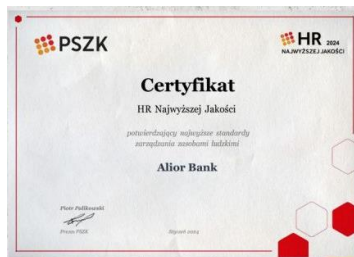 PSZK
HR 2024
NAJWYŻSZEJ JAKOŚCI
Certyfikat
HR Najwyższej Jakości
potwierdzający najwyższe standardy
zarządzania zasobami ludzkimi
Alior Bank
Piotr Palikowski
Prezes PSZK
Styczeń 2024